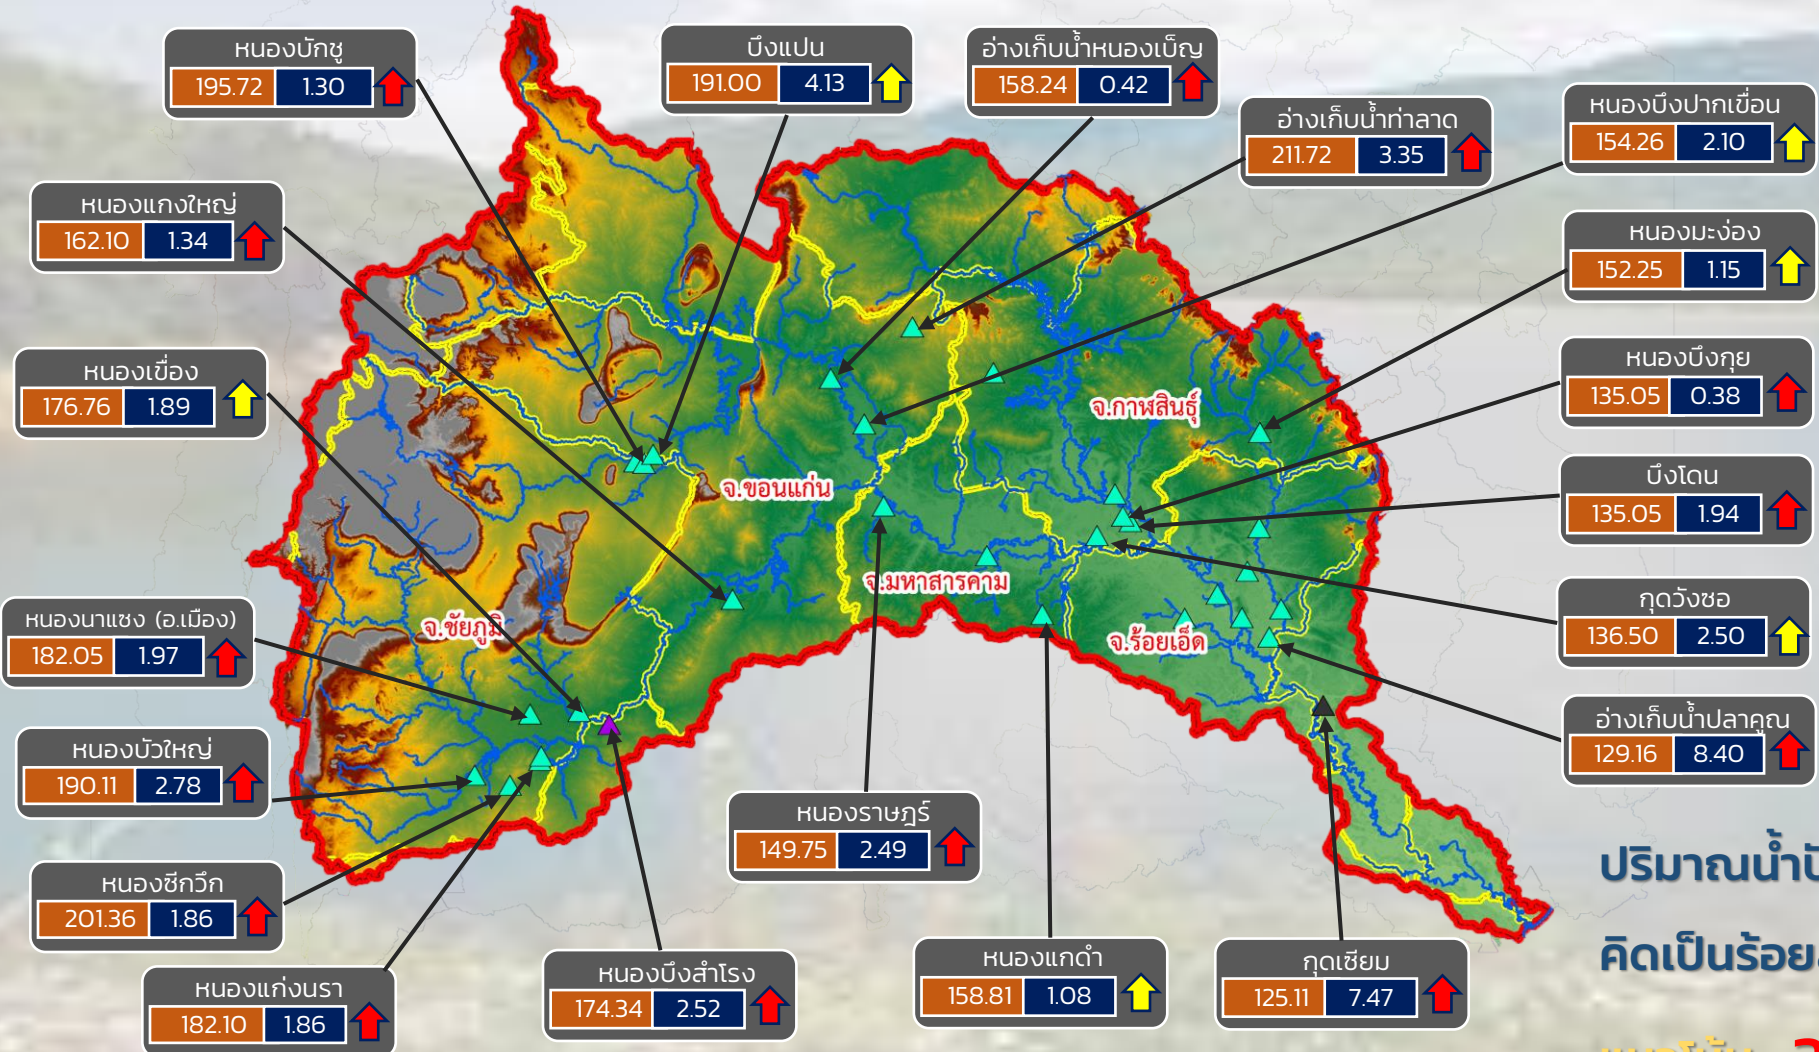 หนองบักชู
195.72 1.30
บึงแปน
191.00 4.13
อ่างเก็บน้ำหนองเบ็ญ
158.24 0.42
อ่างเก็บน้ำท่าลาด
211.72 3.35
หนองบึงปากเขื่อน
154.26 2.10
หนองแกงใหญ่
162.10 1.34
หนองมะง่อง
152.25 1.15
หนองเขื่อง
176.76 1.89
หนองบึงกุย
135.05 0.38
จ.กาฬสินธุ์
บึงโดน
135.05 1.94
จ.ขอนแก่น
จ.มหาสารคาม
กุดวังซอ
136.50 2.50
หนองนาแซง (อ.เมือง)
182.05 1.97
จ.ชัยภูมิ
จ.ร้อยเอ็ด
อ่างเก็บน้ำปลาคูณ
129.16 8.40
หนองบัวใหญ่
190.11 2.78
หนองราษฎร์
149.75 2.49
หนองซีกวึก
201.36 1.86
ปริมาณน้ำ
คิดเป็นร้อย
หนองแก่งนรา
182.10 1.86
หนองบึงสำโรง
174.34 2.52
หนองแกดำ
158.81 1.08
กุดเซียม
125.11 7.47